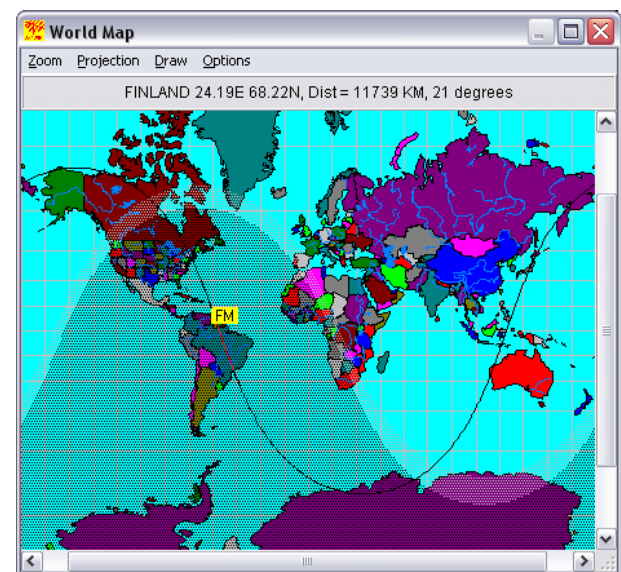 World Map
Zoom Projection Draw Options
FINLAND 24.19E 68.22N, Dist = 11739 KM, 21 degrees
FM